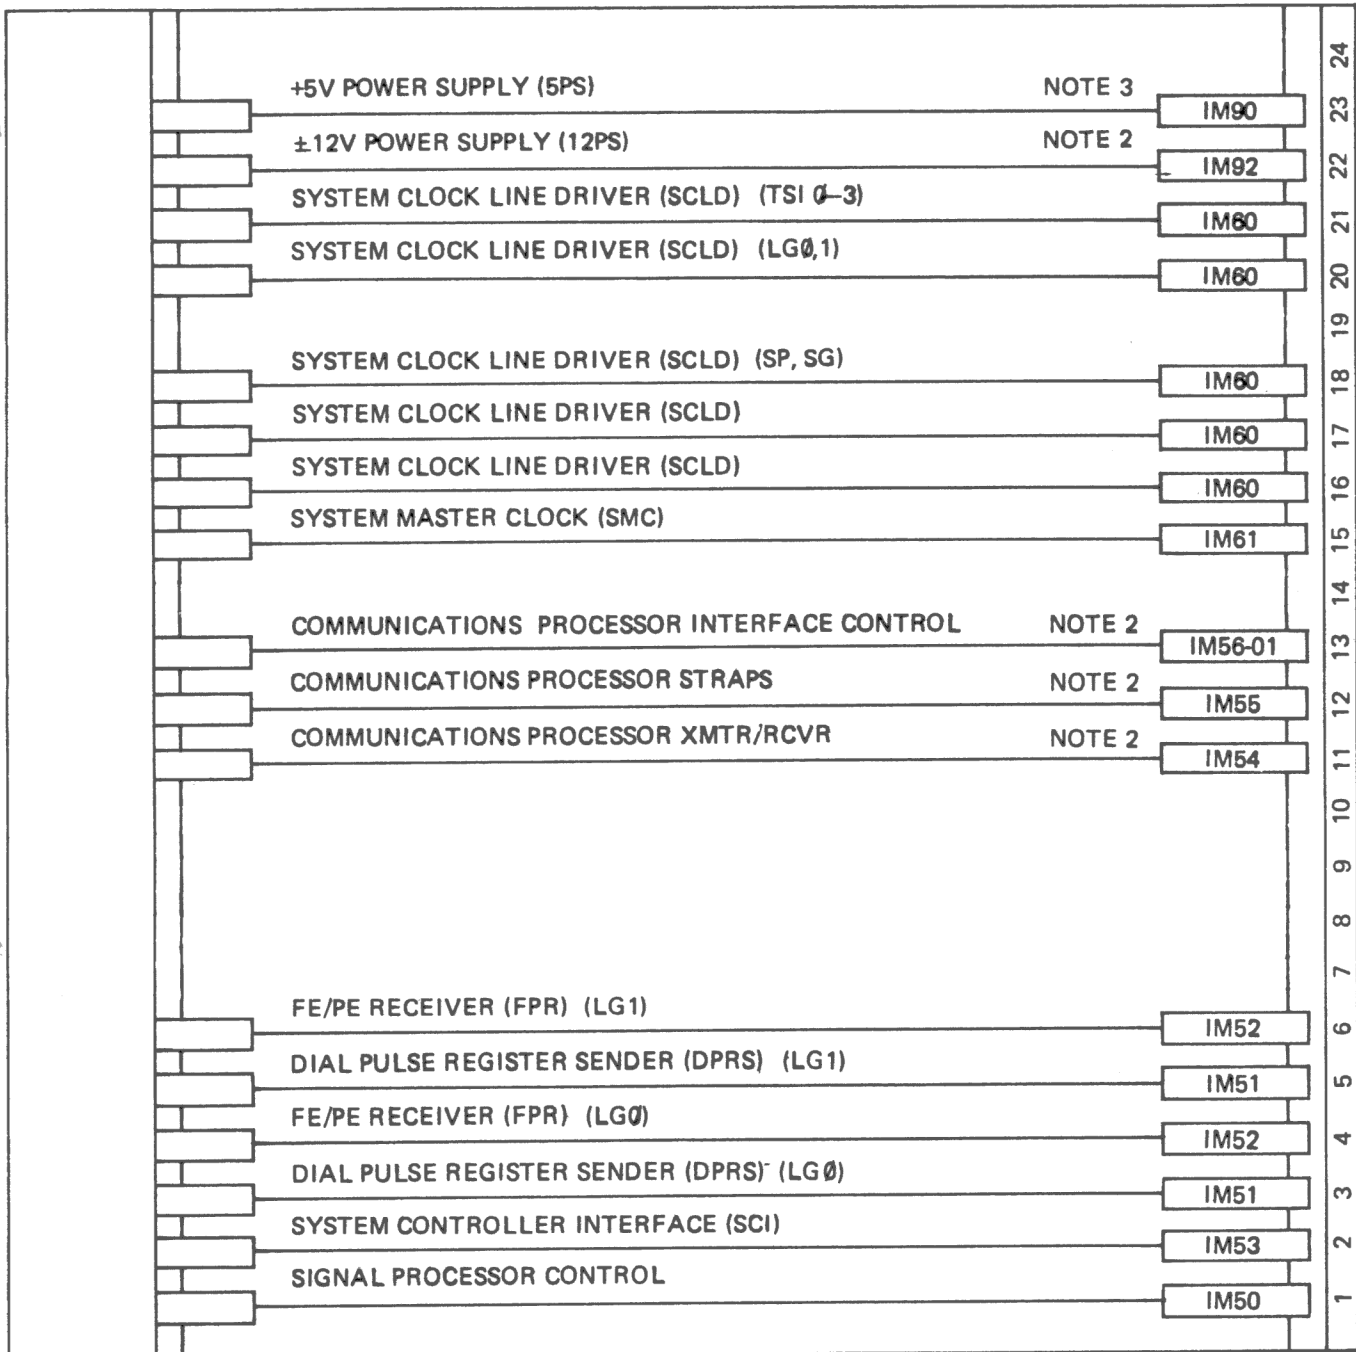 24
+5V POWER SUPPLY (5PS) NOTE 3 IM90 23
±12V POWER SUPPLY (12PS) NOTE 2 IM92 22
SYSTEM CLOCK LINE DRIVER (SCLD) (TSI Ø–3) IM60 21
SYSTEM CLOCK LINE DRIVER (SCLD) (LGØ,1) IM60 20
19
SYSTEM CLOCK LINE DRIVER (SCLD) (SP, SG) IM60 18
SYSTEM CLOCK LINE DRIVER (SCLD) IM60 17
SYSTEM CLOCK LINE DRIVER (SCLD) IM60 16
SYSTEM MASTER CLOCK (SMC) IM61 15
14
COMMUNICATIONS PROCESSOR INTERFACE CONTROL NOTE 2 IM56-01 13
COMMUNICATIONS PROCESSOR STRAPS NOTE 2 IM55 12
COMMUNICATIONS PROCESSOR XMTR/RCVR NOTE 2 IM54 11
10
9
8
7
FE/PE RECEIVER (FPR) (LG1) IM52 6
DIAL PULSE REGISTER SENDER (DPRS) (LG1) IM51 5
FE/PE RECEIVER (FPR) (LGØ) IM52 4
DIAL PULSE REGISTER SENDER (DPRS) (LGØ) IM51 3
SYSTEM CONTROLLER INTERFACE (SCI) IM53 2
SIGNAL PROCESSOR CONTROL IM50 1